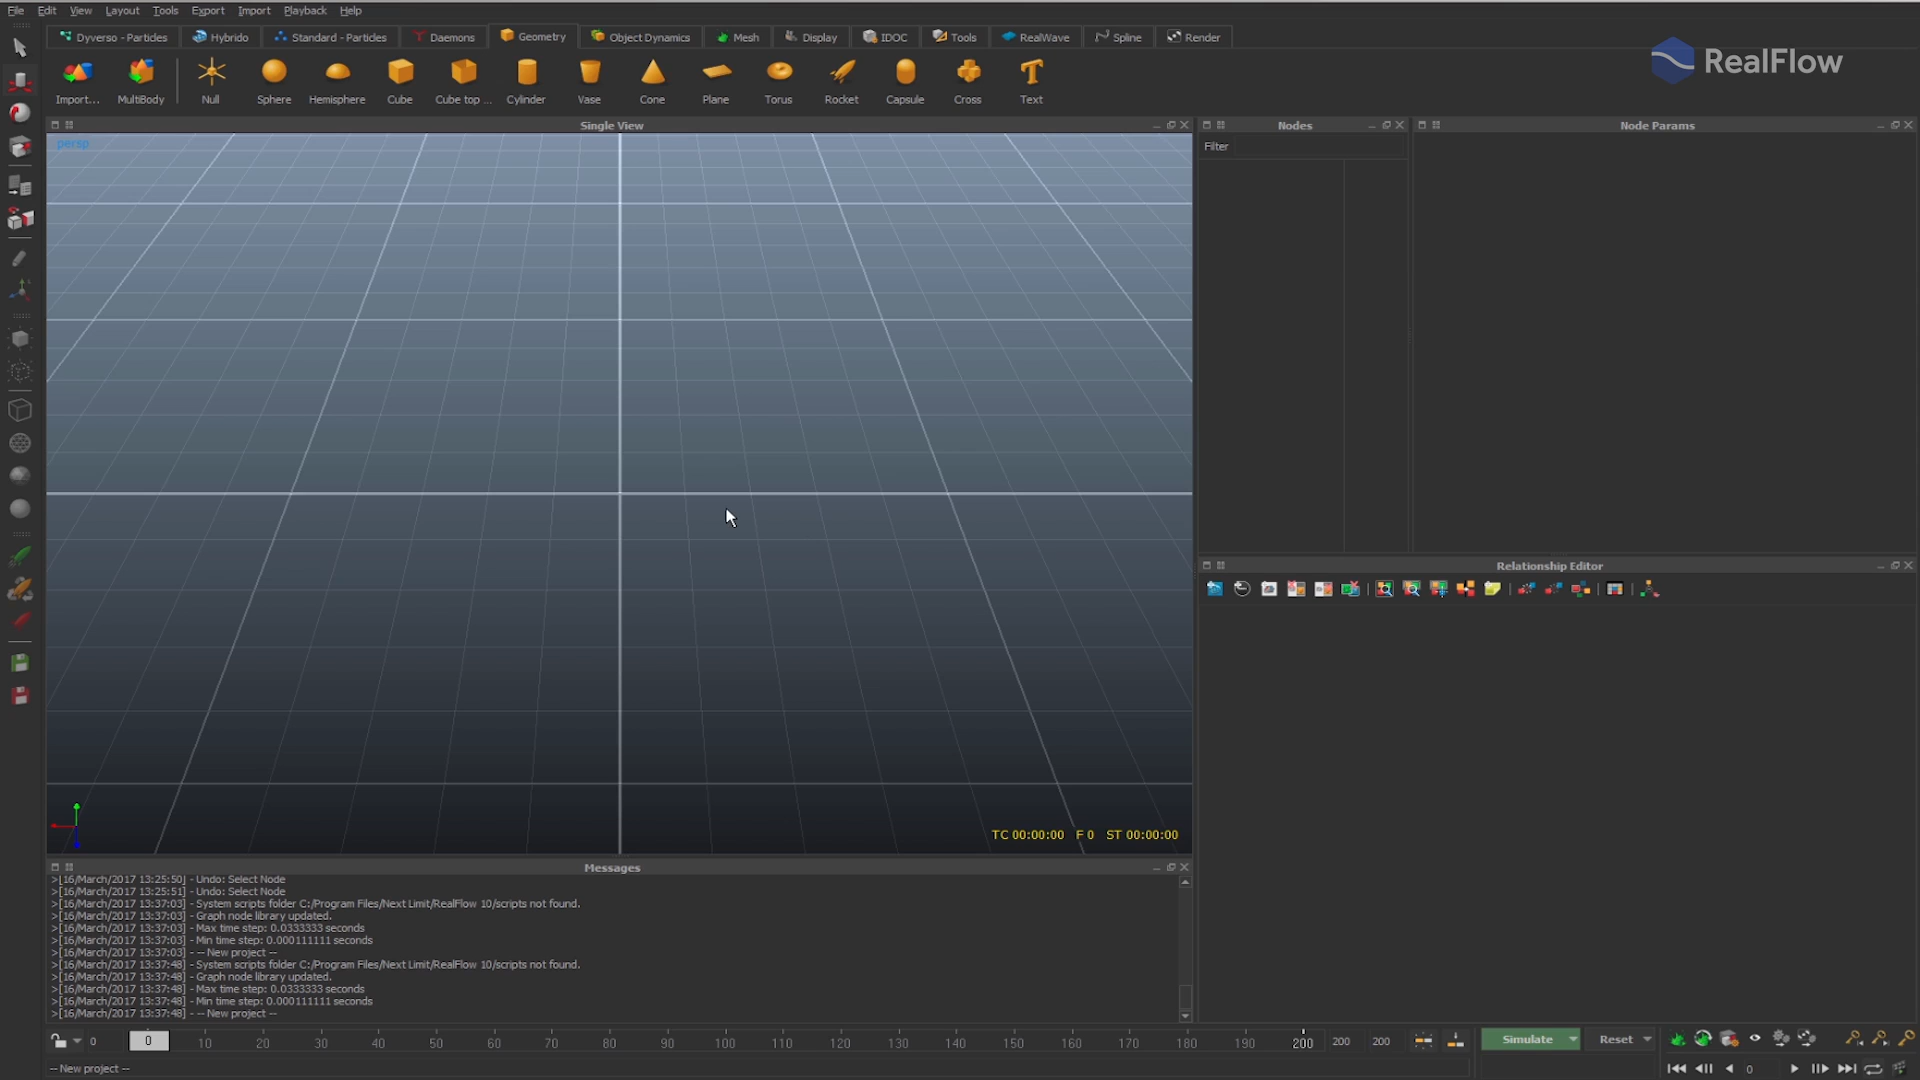 File Edit View Layout Tools Export Import Playback Help
Dyverso - Particles Hybrido Standard - Particles Daemons Geometry Object Dynamics Mesh Display IDOC Tools RealWave Spline Render
RealFlow
Import... MultiBody Null Sphere Hemisphere Cube Cube top ... Cylinder Vase Cone Plane Torus Rocket Capsule Cross Text
Single View
Nodes
Node Params
persp
Filter
Relationship Editor
TC 00:00:00 F 0 ST 00:00:00
Messages
>[16/March/2017 13:25:50] - Undo: Select Node
>[16/March/2017 13:25:51] - Undo: Select Node
>[16/March/2017 13:37:03] - System scripts folder C:/Program Files/Next Limit/RealFlow 10/scripts not found.
>[16/March/2017 13:37:03] - Graph node library updated.
>[16/March/2017 13:37:03] - Max time step: 0.0333333 seconds
>[16/March/2017 13:37:03] - Min time step: 0.000111111 seconds
>[16/March/2017 13:37:03] - -- New project --
>[16/March/2017 13:37:48] - System scripts folder C:/Program Files/Next Limit/RealFlow 10/scripts not found.
>[16/March/2017 13:37:48] - Graph node library updated.
>[16/March/2017 13:37:48] - Max time step: 0.0333333 seconds
>[16/March/2017 13:37:48] - Min time step: 0.000111111 seconds
>[16/March/2017 13:37:48] - -- New project --
0 0 10 20 30 40 50 60 70 80 90 100 110 120 130 140 150 160 170 180 190 200 200 200
Simulate Reset
-- New project --
0